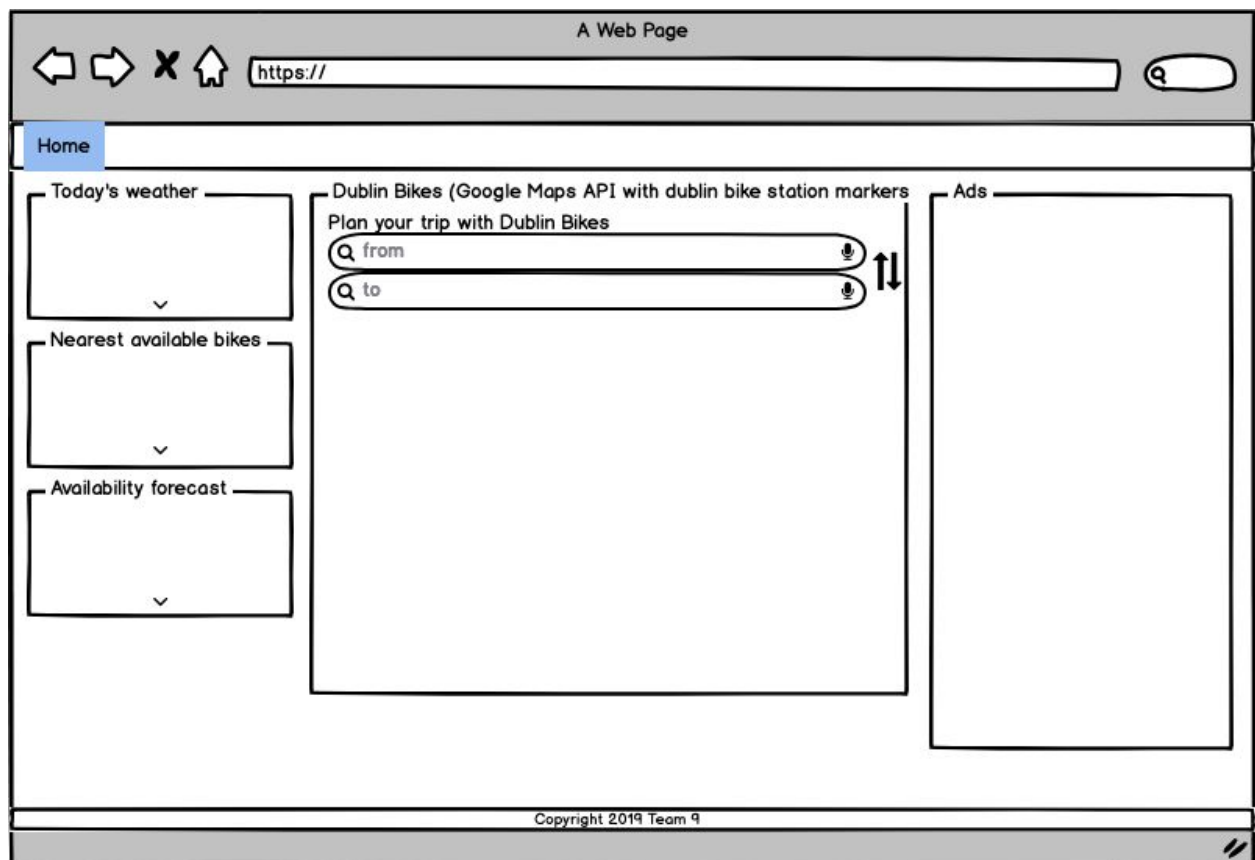 A Web Page
https://
Home
Today's weather
Nearest available bikes
Availability forecast
Dublin Bikes (Google Maps API with dublin bike station markers
Plan your trip with Dublin Bikes
from
to
Ads
Copyright 2019 Team 9